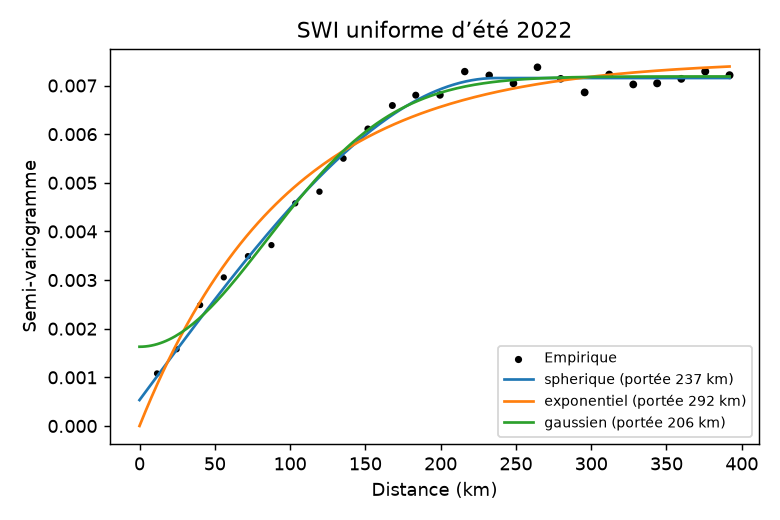 SWI uniforme d’été 2022
Semi-variogramme
0.007
0.006
0.005
0.004
0.003
0.002
0.001
0.000
Empirique
spherique (portée 237 km)
exponentiel (portée 292 km)
gaussien (portée 206 km)
0 50 100 150 200 250 300 350 400
Distance (km)